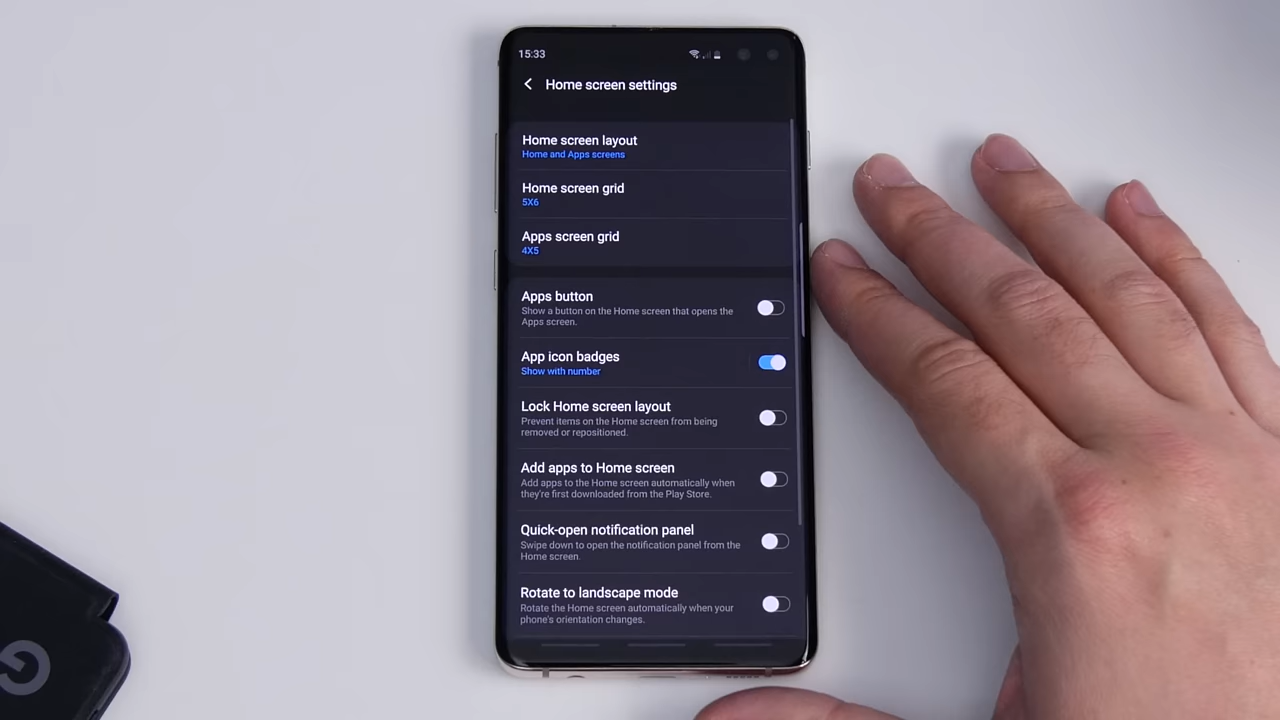 15:33
Home screen settings
Home screen layout
Home and Apps screens
Home screen grid
5X6
Apps screen grid
4X5
Apps button
Show a button on the Home screen that opens the
Apps screen.
App icon badges
Show with number
Lock Home screen layout
Prevent items on the Home screen from being
removed or repositioned.
Add apps to Home screen
Add apps to the Home screen automatically when
they're first downloaded from the Play Store.
Quick-open notification panel
Swipe down to open the notification panel from the
Home screen.
Rotate to landscape mode
Rotate the Home screen automatically when your
phone's orientation changes.